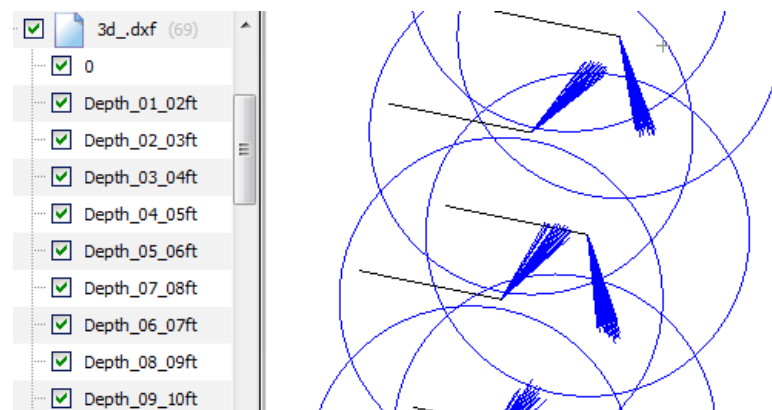 3d_.dxf (69)
0
Depth_01_02ft
Depth_02_03ft
Depth_03_04ft
Depth_04_05ft
Depth_05_06ft
Depth_07_08ft
Depth_06_07ft
Depth_08_09ft
Depth_09_10ft